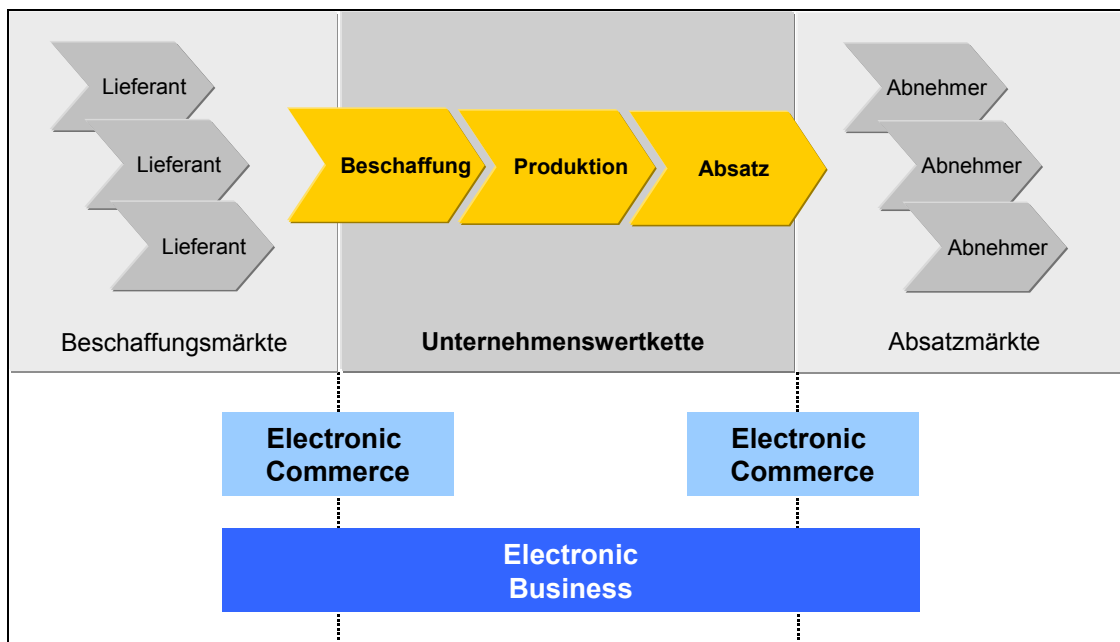 Lieferant
Lieferant
Lieferant
Beschaffung
Produktion
Absatz
Abnehmer
Abnehmer
Abnehmer
Beschaffungsmärkte
Unternehmenswertkette
Absatzmärkte
Electronic
Commerce
Electronic
Commerce
Electronic
Business